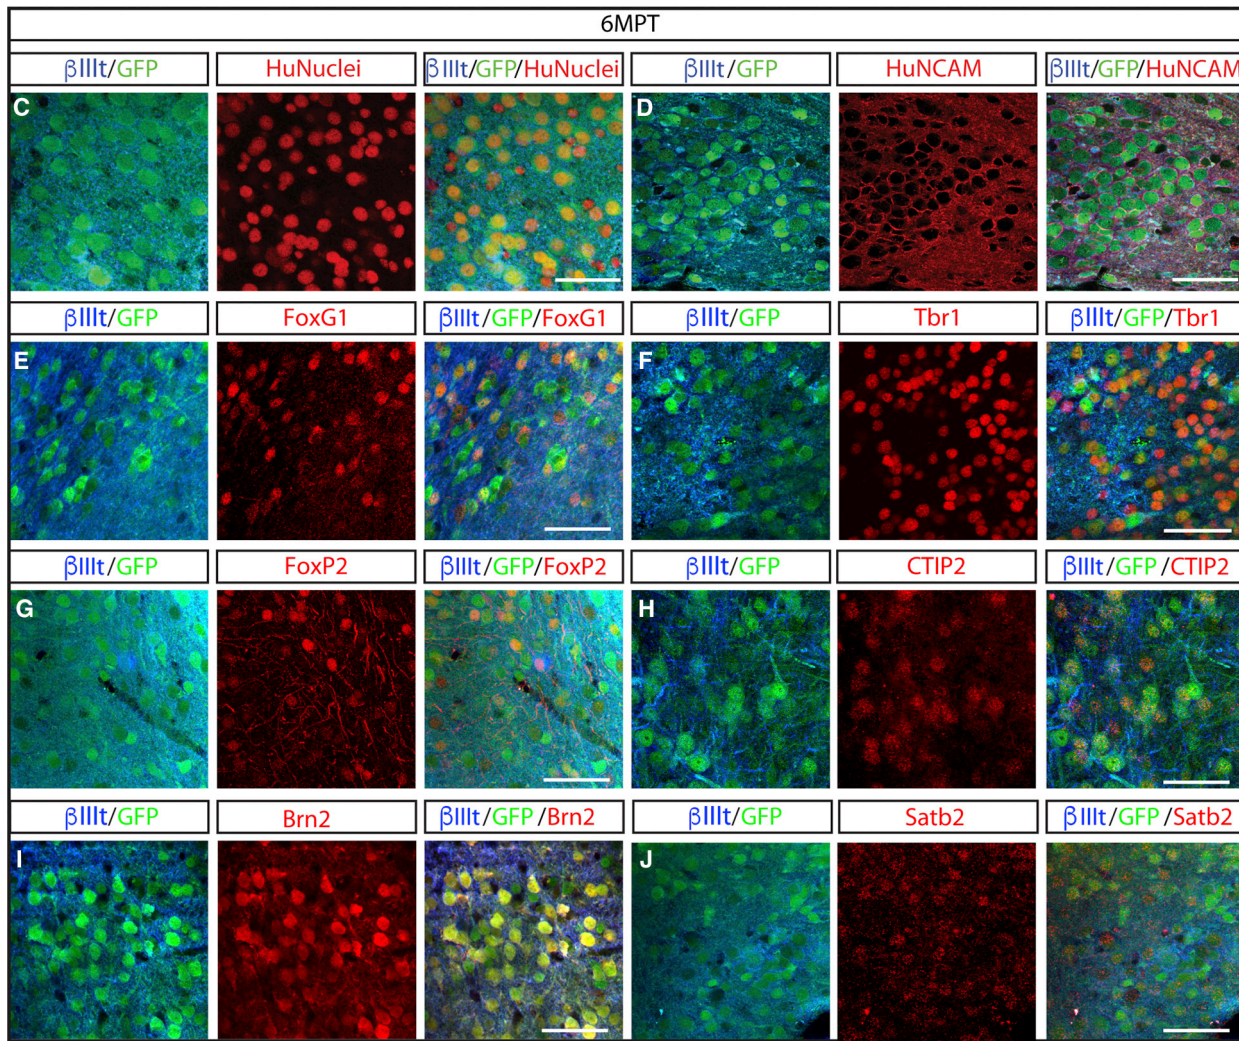 6MPT
βIIIt/GFP HuNuclei βIIIt/GFP/HuNuclei βIIIt/GFP HuNCAM βIIIt/GFP/HuNCAM
C D
βIIIt/GFP FoxG1 βIIIt/GFP/FoxG1 βIIIt/GFP Tbr1 βIIIt/GFP/Tbr1
E F
βIIIt/GFP FoxP2 βIIIt/GFP/FoxP2 βIIIt/GFP CTIP2 βIIIt/GFP/CTIP2
G H
βIIIt/GFP Brn2 βIIIt/GFP/Brn2 βIIIt/GFP Satb2 βIIIt/GFP/Satb2
I J